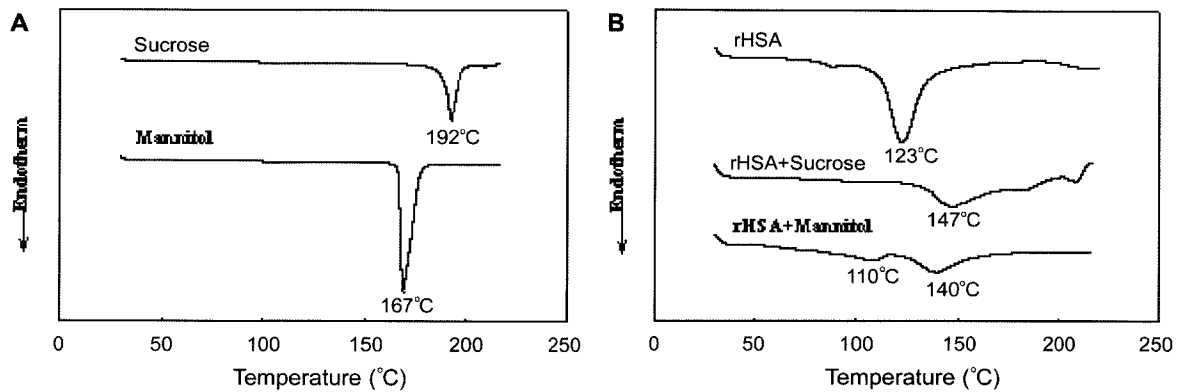 A
Sucrose
192°C
Mannitol
167°C
Endotherm
0 50 100 150 200 250
Temperature (°C)
B
rHSA
123°C
rHSA+Sucrose
147°C
rHSA+Mannitol
110°C
140°C
Endotherm
0 50 100 150 200 250
Temperature (°C)